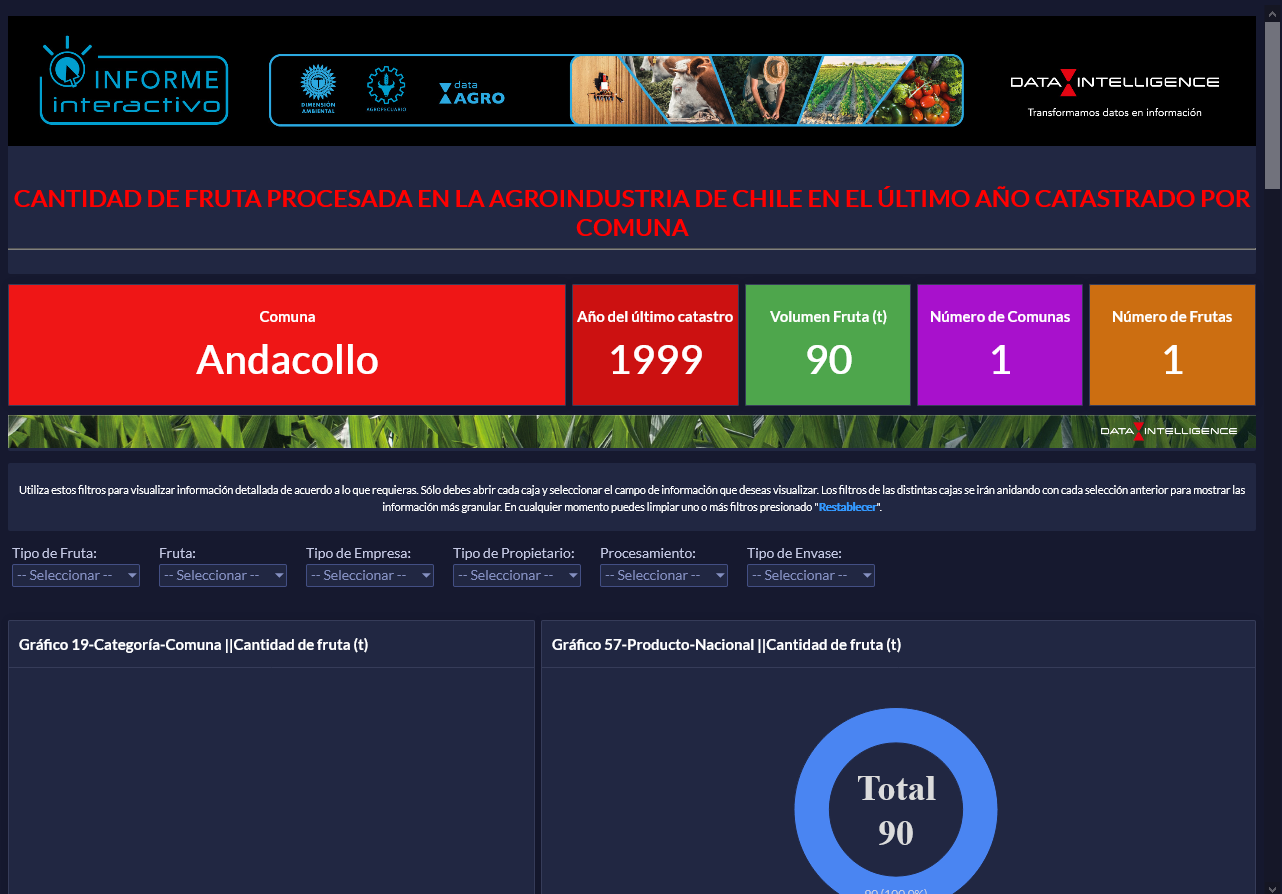 INFORME
interactivo
DIMENSIÓN
AMBIENTAL
AGROPECUARIO
data
AGRO
DATA INTELLIGENCE
Transformamos datos en información
CANTIDAD DE FRUTA PROCESADA EN LA AGROINDUSTRIA DE CHILE EN EL ÚLTIMO AÑO CATASTRADO POR
COMUNA
Comuna
Andacollo
Año del último catastro
1999
Volumen Fruta (t)
90
Número de Comunas
1
Número de Frutas
1
DATA INTELLIGENCE
Utiliza estos filtros para visualizar información detallada de acuerdo a lo que requieras. Sólo debes abrir cada caja y seleccionar el campo de información que deseas visualizar. Los filtros de las distintas cajas se irán anidando con cada selección anterior para mostrar las
información más granular. En cualquier momento puedes limpiar uno o más filtros presionado "Restablecer".
Tipo de Fruta:
-- Seleccionar --
Fruta:
-- Seleccionar --
Tipo de Empresa:
-- Seleccionar --
Tipo de Propietario:
-- Seleccionar --
Procesamiento:
-- Seleccionar --
Tipo de Envase:
-- Seleccionar --
Gráfico 19-Categoría-Comuna ||Cantidad de fruta (t)
Gráfico 57-Producto-Nacional ||Cantidad de fruta (t)
Total
90
90 (100.0%)